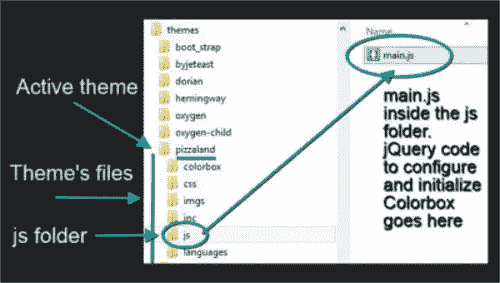 themes
boot_strap
byjeteast
dorian
hemingway
oxygen
oxygen-child
pizzaland
colorbox
css
imgs
inc
js
languages
Active theme
Theme's files
js folder
Name
main.js
main.js
inside the js
folder.
jQuery code
to configure
and initialize
Colorbox
goes here